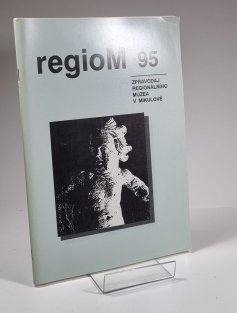 regioM 95
ZPRAVODAJ
REGIONÁLNÍHO
MUZEA
V MIKULOVĚ